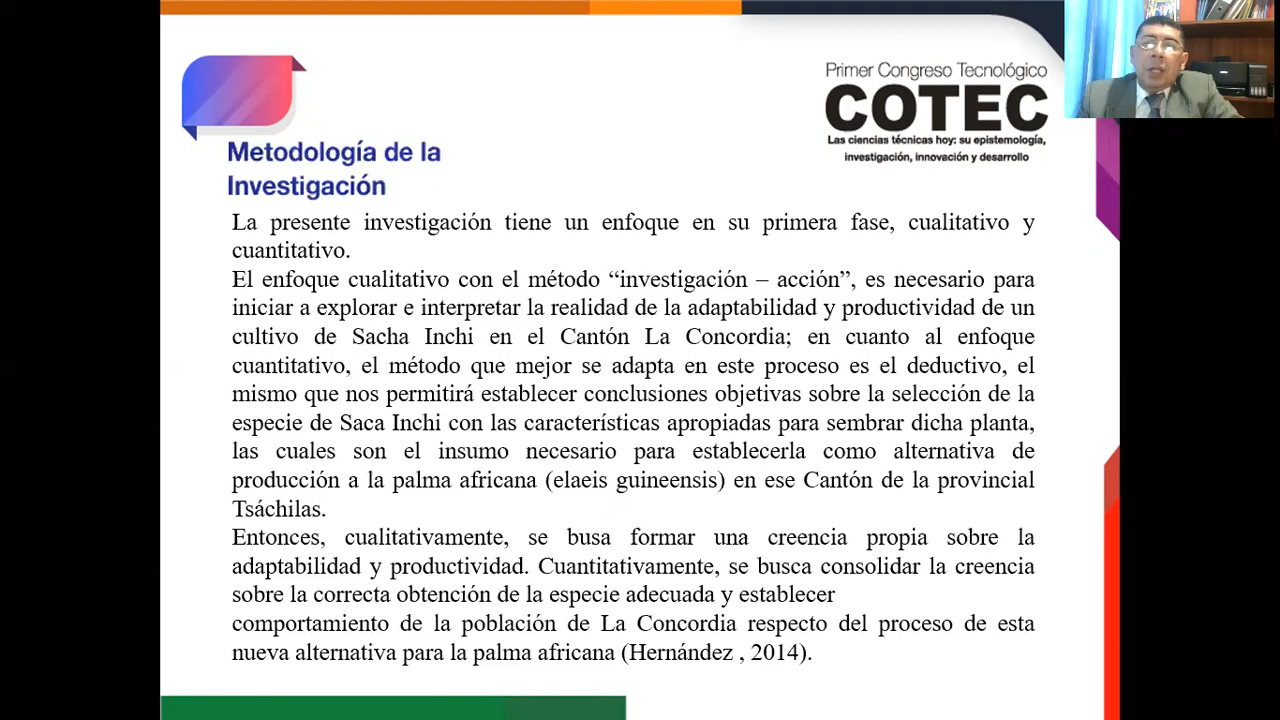 Primer Congreso Tecnológico
COTEC
Las ciencias técnicas hoy: su epistemología,
investigación, innovación y desarrollo
Metodología de la
Investigación
La presente investigación tiene un enfoque en su primera fase, cualitativo y
cuantitativo.
El enfoque cualitativo con el método “investigación – acción”, es necesario para
iniciar a explorar e interpretar la realidad de la adaptabilidad y productividad de un
cultivo de Sacha Inchi en el Cantón La Concordia; en cuanto al enfoque
cuantitativo, el método que mejor se adapta en este proceso es el deductivo, el
mismo que nos permitirá establecer conclusiones objetivas sobre la selección de la
especie de Saca Inchi con las características apropiadas para sembrar dicha planta,
las cuales son el insumo necesario para establecerla como alternativa de
producción a la palma africana (elaeis guineensis) en ese Cantón de la provincial
Tsáchilas.
Entonces, cualitativamente, se busa formar una creencia propia sobre la
adaptabilidad y productividad. Cuantitativamente, se busca consolidar la creencia
sobre la correcta obtención de la especie adecuada y establecer
comportamiento de la población de La Concordia respecto del proceso de esta
nueva alternativa para la palma africana (Hernández , 2014).